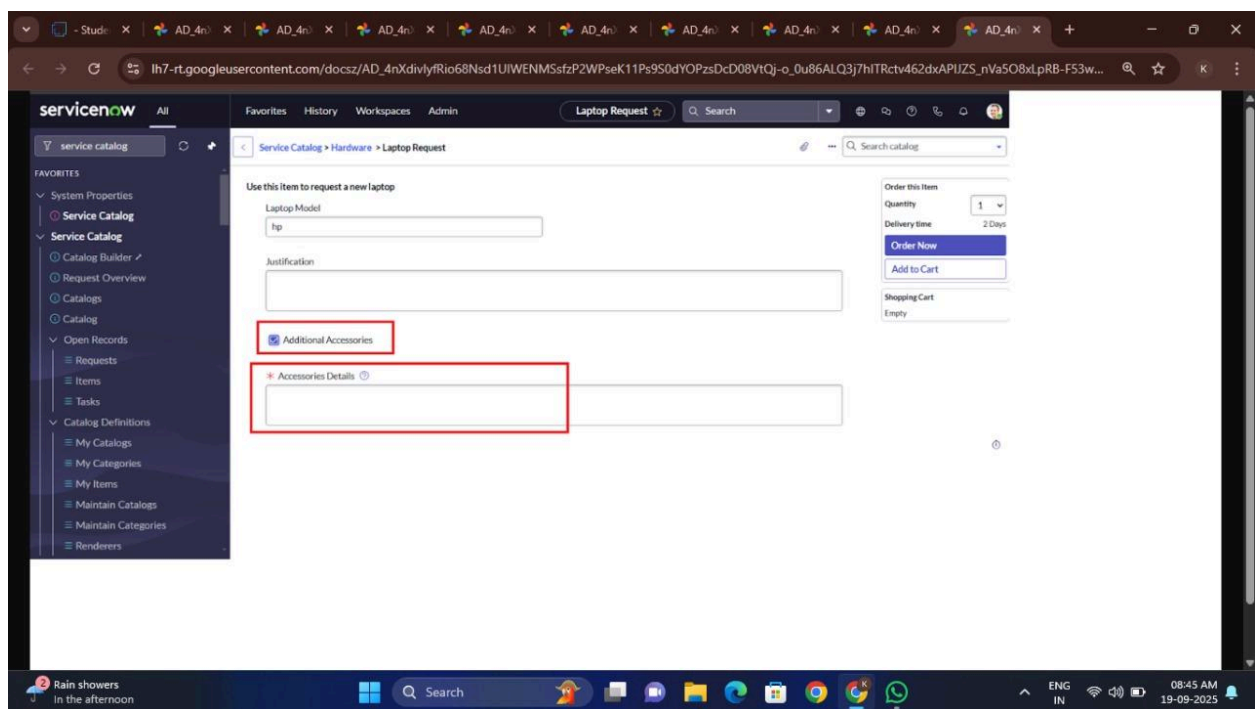 - Stude
AD_4n
AD_4n
AD_4n
AD_4n
AD_4n
AD_4n
AD_4n
AD_4n
AD_4n
lh7-rt.googleusercontent.com/docsz/
K
servicenow
All
Favorites
History
Workspaces
Admin
Laptop Request
Search
service catalog
Service Catalog > Hardware > Laptop Request
Search catalog
FAVORITES
System Properties
Service Catalog
Service Catalog
Catalog Builder
Request Overview
Catalogs
Catalog
Open Records
Requests
Items
Tasks
Catalog Definitions
My Catalogs
My Categories
My Items
Maintain Catalogs
Maintain Categories
Renderers
Use this item to request a new laptop
Laptop Model
hp
Justification
Additional Accessories
* Accessories Details
Order this Item
Quantity 1
Delivery time 2 Days
Order Now
Add to Cart
Shopping Cart
Empty
2
Rain showers
In the afternoon
Search
K
ENG
IN
08:45 AM
19-09-2025